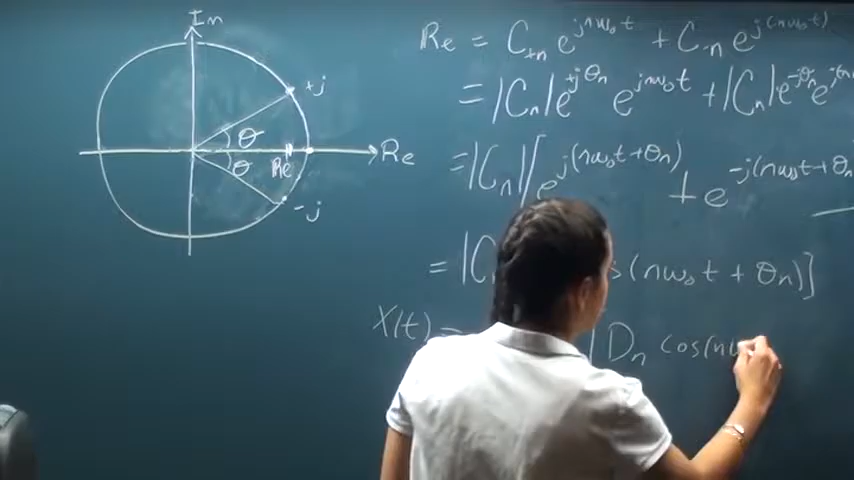 Im
+j
θ
Re
Re
θ
-j
Re = C+n e^jnω₀t + C-n e^j(-nω₀t)
= |Cn| e^+jθn e^jnω₀t + |Cn| e^-jθn
= |Cn| [e^j(nω₀t+θn) + e^-j(nω₀t+θn
= |C (nω₀t + θn)]
X(t) = Dn cos(n